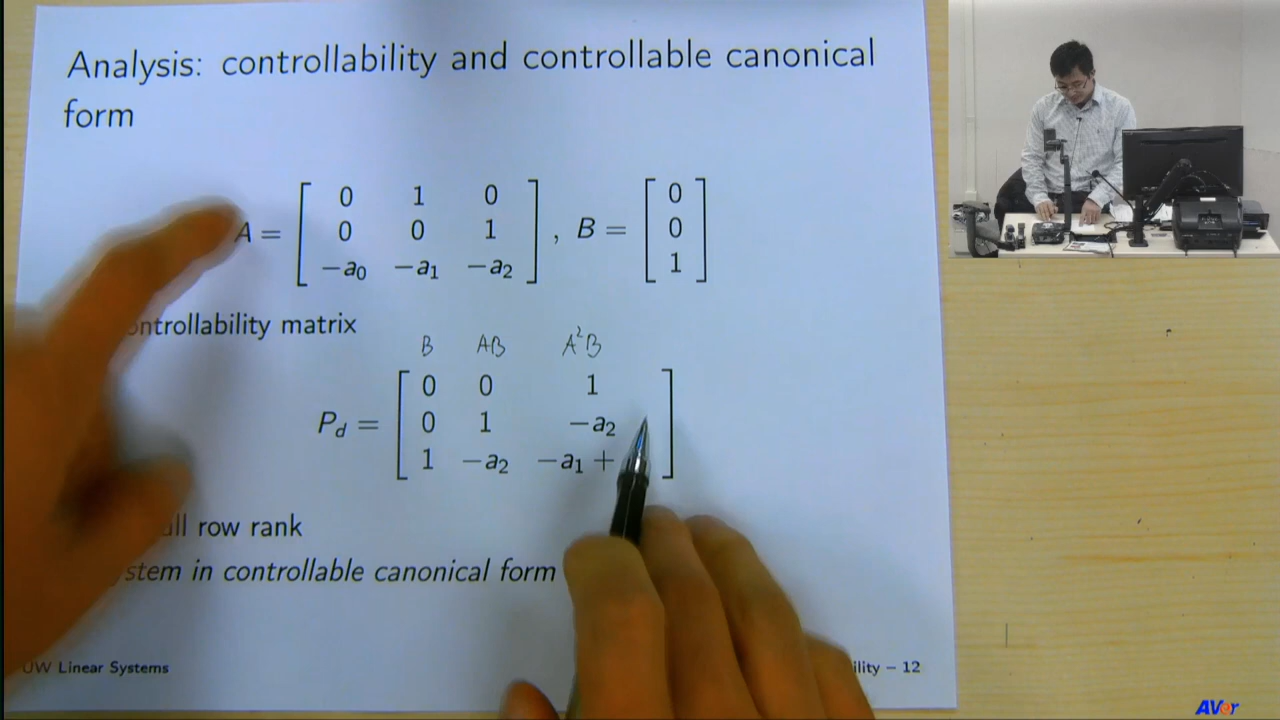 Analysis: controllability and controllable canonical
form
A = [ 0 1 0
0 0 1
−a₀ −a₁ −a₂ ] , B = [ 0
0
1 ]
ontrollability matrix
B AB A²B
P_d = [ 0 0 1
0 1 −a₂
1 −a₂ −a₁ + ]
row rank
stem in controllable canonical form
UW Linear Systems
ility – 12
AVer